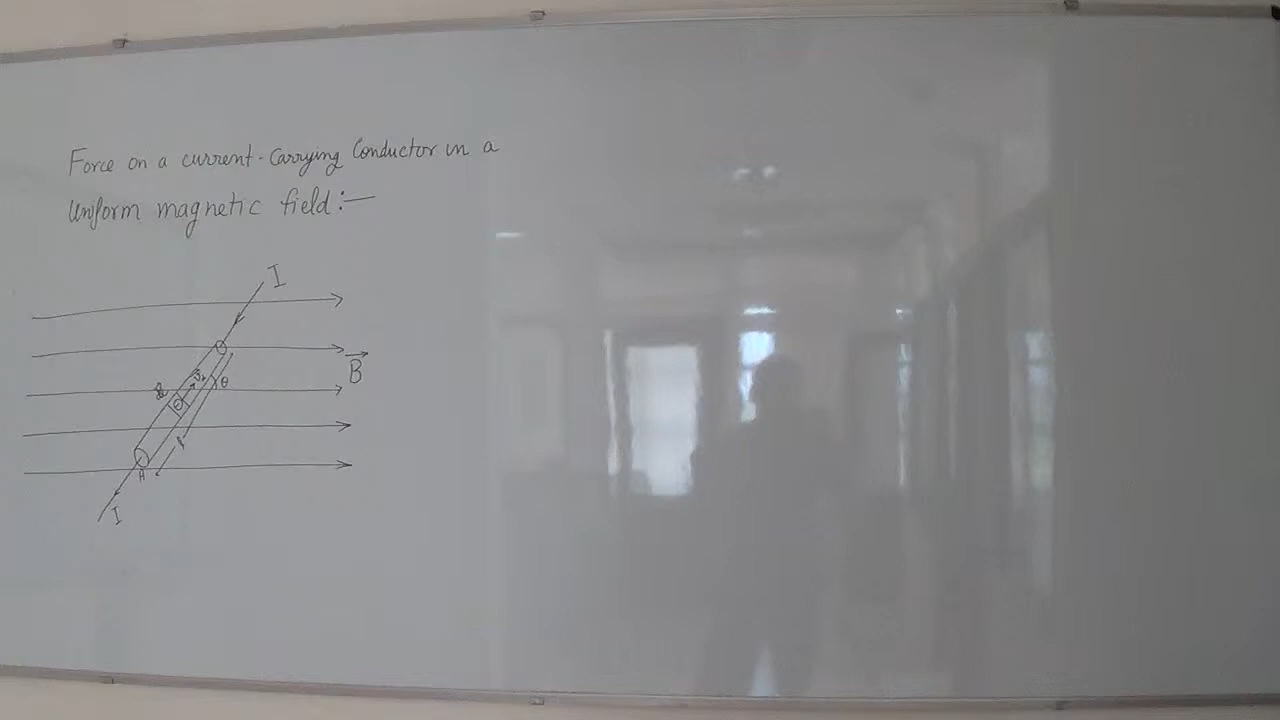 Force on a current-Carrying Conductor in a
Uniform magnetic field:—
I
B
θ
l
A
I